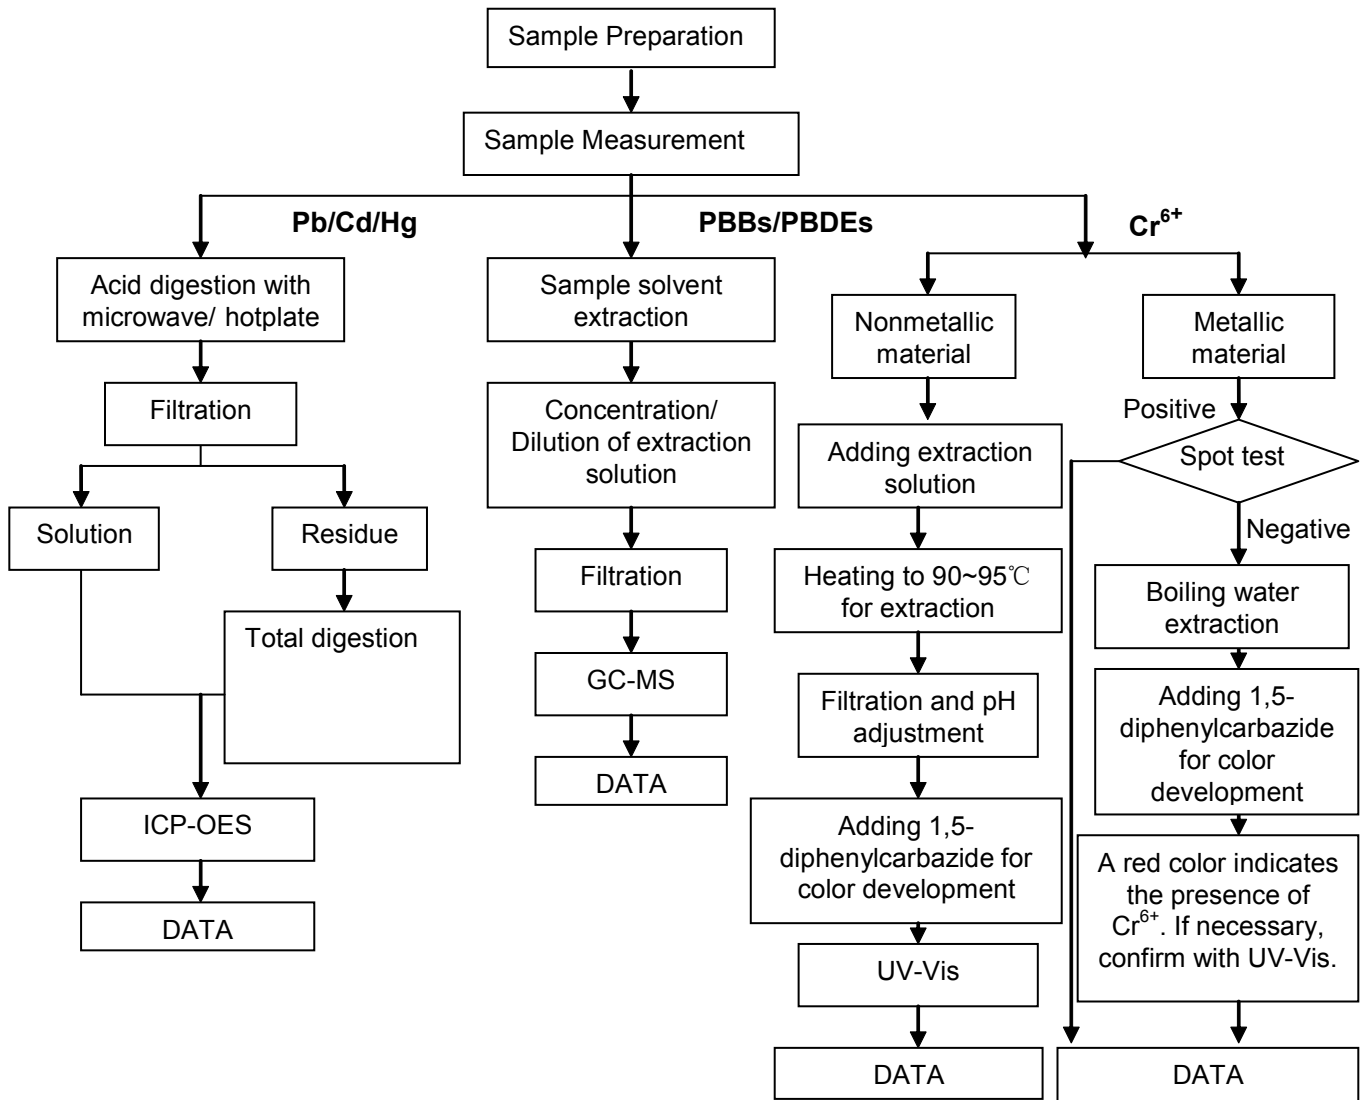 Sample Preparation
Sample Measurement
Pb/Cd/Hg
PBBs/PBDEs
Cr⁶⁺
Acid digestion with
microwave/ hotplate
Filtration
Solution
Residue
Total digestion
ICP-OES
DATA
Sample solvent
extraction
Concentration/
Dilution of extraction
solution
Filtration
GC-MS
DATA
Nonmetallic
material
Adding extraction
solution
Heating to 90~95℃
for extraction
Filtration and pH
adjustment
Adding 1,5-
diphenylcarbazide for
color development
UV-Vis
DATA
Metallic
material
Positive
Spot test
Negative
Boiling water
extraction
Adding 1,5-
diphenylcarbazide
for color
development
A red color indicates
the presence of
Cr⁶⁺. If necessary,
confirm with UV-Vis.
DATA